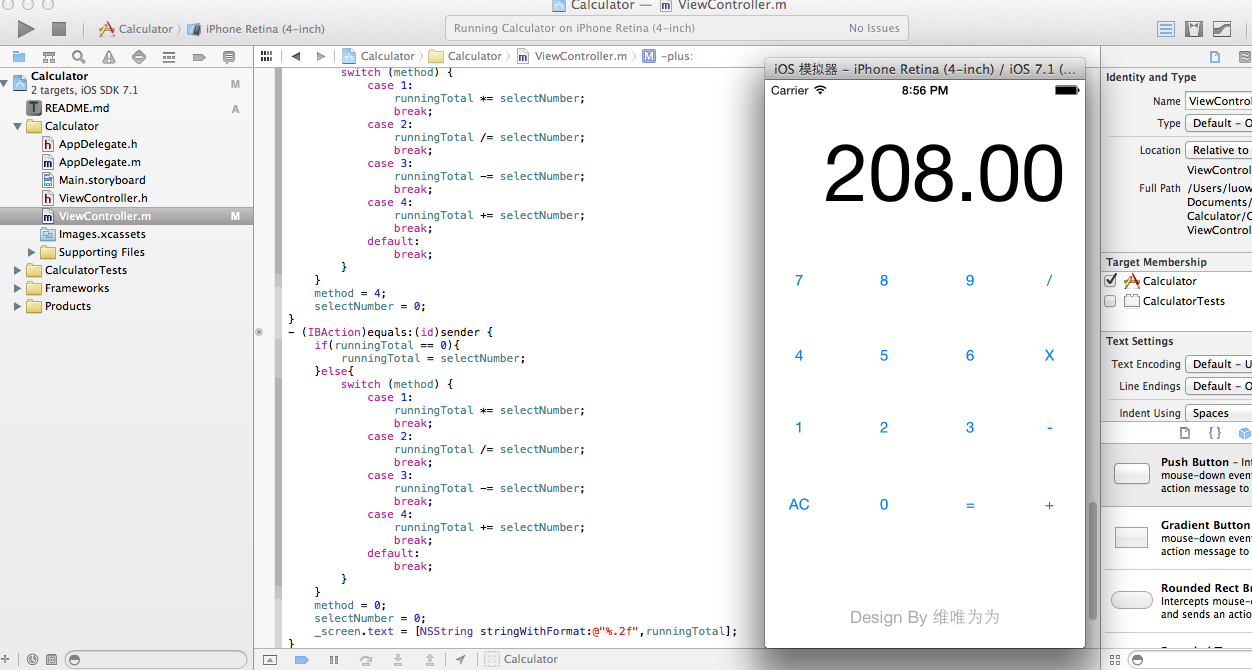 Calculator — ViewController.m
Calculator 〉 iPhone Retina (4-inch)
Running Calculator on iPhone Retina (4-inch)
No Issues
Calculator 〉 Calculator 〉 ViewController.m 〉 M -plus:
Calculator
M
2 targets, iOS SDK 7.1
README.md
A
Calculator
AppDelegate.h
AppDelegate.m
Main.storyboard
ViewController.h
ViewController.m
M
Images.xcassets
Supporting Files
CalculatorTests
Frameworks
Products
switch (method) {
case 1:
runningTotal *= selectNumber;
break;
case 2:
runningTotal /= selectNumber;
break;
case 3:
runningTotal -= selectNumber;
break;
case 4:
runningTotal += selectNumber;
break;
default:
break;
}
}
method = 4;
selectNumber = 0;
}
- (IBAction)equals:(id)sender {
if(runningTotal == 0){
runningTotal = selectNumber;
}else{
switch (method) {
case 1:
runningTotal *= selectNumber;
break;
case 2:
runningTotal /= selectNumber;
break;
case 3:
runningTotal -= selectNumber;
break;
case 4:
runningTotal += selectNumber;
break;
default:
break;
}
}
method = 0;
selectNumber = 0;
_screen.text = [NSString stringWithFormat:@"%.2f",runningTotal];
}
Calculator
iOS 模拟器 – iPhone Retina (4-inch) / iOS 7.1 (...
Carrier
8:56 PM
208.00
7 8 9 /
4 5 6 X
1 2 3 -
AC 0 = +
Design By 维唯为为
Identity and Type
Name ViewControl
Type Default – O
Location Relative to
ViewControl
Full Path /Users/luow
Documents/
Calculator/C
ViewControl
Target Membership
Calculator
CalculatorTests
Text Settings
Text Encoding Default – U
Line Endings Default – O
Indent Using Spaces
{ }
Push Button – Int
mouse-down even
action message to
Gradient Button
mouse-down even
action message to
Rounded Rect B
Intercepts mouse-
and sends an actio